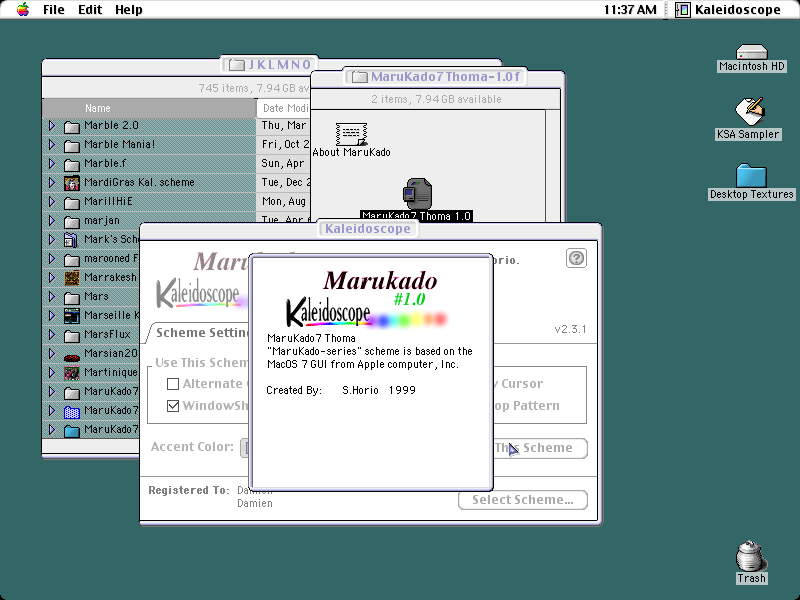 File Edit Help
11:37 AM Kaleidoscope
JKLMNO
745 items, 7.94 GB av
Name Date Modi
Marble 2.0 Thu, Mar
Marble Mania! Fri, Oct 2
Marble.f Sun, Apr
MardiGras Kal. scheme Tue, Dec 2
MarillHiE Mon, Aug
marjan Tue, Apr
Mark's Sche
marooned F
Marrakesh
Mars
Marseille K
MarsFlux
Marsian20
Martinique
MaruKado7
MaruKado7
MaruKado7
MaruKado7 Thoma-1.0f
2 items, 7.94 GB available
About MaruKado
MaruKado7 Thoma 1.0
Macintosh HD
KSA Sampler
Desktop Textures
Trash
Kaleidoscope
Maru
orio.
Kaleidoscope
v2.3.1
Scheme Settin
Use This Schem
Alternate
y Cursor
WindowSh
op Pattern
Accent Color:
This Scheme
Registered To: Damien
Damien
Select Scheme...
Marukado
#1.0
Kaleidoscope
MaruKado7 Thoma
"MaruKado-series" scheme is based on the
MacOS 7 GUI from Apple computer, Inc.
Created By: S.Horio 1999